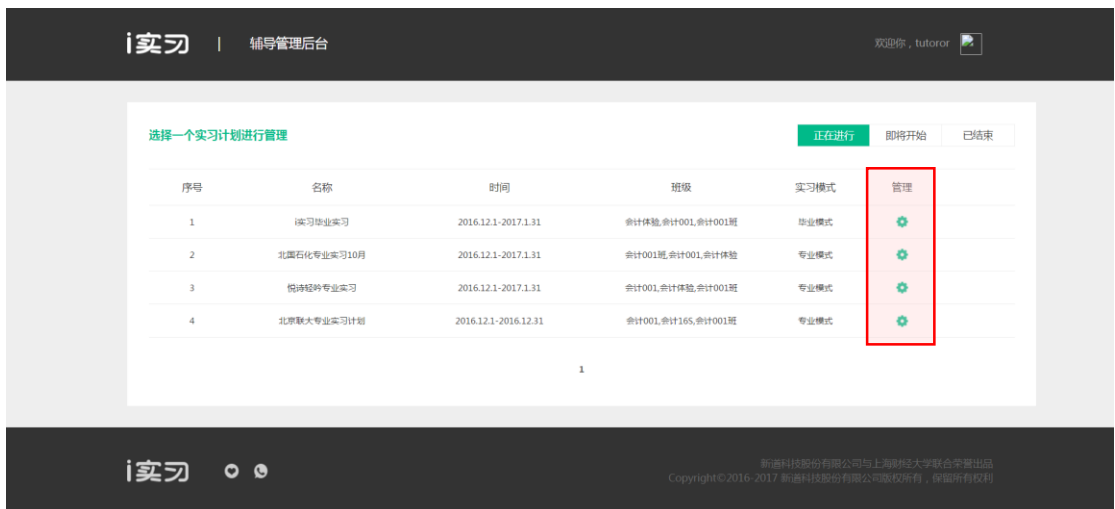 i实习 | 辅导管理后台 欢迎你，tutoror
选择一个实习计划进行管理 正在进行 即将开始 已结束
序号 名称 时间 班级 实习模式 管理
1 i实习毕业实习 2016.12.1-2017.1.31 会计体验,会计001,会计001班 毕业模式
2 北国石化专业实习10月 2016.12.1-2017.1.31 会计001班,会计001,会计体验 专业模式
3 悦诗轻吟专业实习 2016.12.1-2017.1.31 会计001,会计体验,会计001班 专业模式
4 北京联大专业实习计划 2016.12.1-2016.12.31 会计001,会计16S,会计001班 专业模式
1
新道科技股份有限公司与上海财经大学联合荣誉出品
i实习 Copyright©2016-2017 新道科技股份有限公司版权所有，保留所有权利